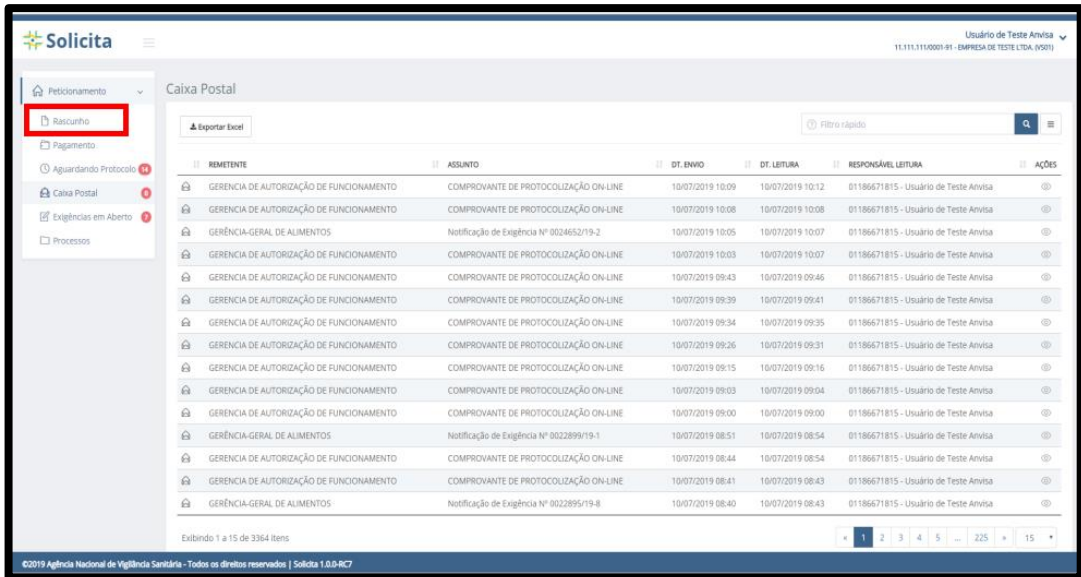 Solicita
Usuário de Teste Anvisa
11.111.111/0001-91 - EMPRESA DE TESTE LTDA. (VS01)
Peticionamento
Rascunho
Pagamento
Aguardando Protocolo 14
Caixa Postal
Exigências em Aberto
Processos
Caixa Postal
Exportar Excel
Filtro rápido
REMETENTE ASSUNTO DT. ENVIO DT. LEITURA RESPONSÁVEL LEITURA AÇÕES
GERENCIA DE AUTORIZAÇÃO DE FUNCIONAMENTO COMPROVANTE DE PROTOCOLIZAÇÃO ON-LINE 10/07/2019 10:09 10/07/2019 10:12 01186671815 - Usuário de Teste Anvisa
GERENCIA DE AUTORIZAÇÃO DE FUNCIONAMENTO COMPROVANTE DE PROTOCOLIZAÇÃO ON-LINE 10/07/2019 10:08 10/07/2019 10:08 01186671815 - Usuário de Teste Anvisa
GERÊNCIA-GERAL DE ALIMENTOS Notificação de Exigência Nº 0024652/19-2 10/07/2019 10:05 10/07/2019 10:07 01186671815 - Usuário de Teste Anvisa
GERENCIA DE AUTORIZAÇÃO DE FUNCIONAMENTO COMPROVANTE DE PROTOCOLIZAÇÃO ON-LINE 10/07/2019 10:03 10/07/2019 10:07 01186671815 - Usuário de Teste Anvisa
GERENCIA DE AUTORIZAÇÃO DE FUNCIONAMENTO COMPROVANTE DE PROTOCOLIZAÇÃO ON-LINE 10/07/2019 09:43 10/07/2019 09:46 01186671815 - Usuário de Teste Anvisa
GERENCIA DE AUTORIZAÇÃO DE FUNCIONAMENTO COMPROVANTE DE PROTOCOLIZAÇÃO ON-LINE 10/07/2019 09:39 10/07/2019 09:41 01186671815 - Usuário de Teste Anvisa
GERENCIA DE AUTORIZAÇÃO DE FUNCIONAMENTO COMPROVANTE DE PROTOCOLIZAÇÃO ON-LINE 10/07/2019 09:34 10/07/2019 09:35 01186671815 - Usuário de Teste Anvisa
GERENCIA DE AUTORIZAÇÃO DE FUNCIONAMENTO COMPROVANTE DE PROTOCOLIZAÇÃO ON-LINE 10/07/2019 09:26 10/07/2019 09:31 01186671815 - Usuário de Teste Anvisa
GERENCIA DE AUTORIZAÇÃO DE FUNCIONAMENTO COMPROVANTE DE PROTOCOLIZAÇÃO ON-LINE 10/07/2019 09:15 10/07/2019 09:16 01186671815 - Usuário de Teste Anvisa
GERENCIA DE AUTORIZAÇÃO DE FUNCIONAMENTO COMPROVANTE DE PROTOCOLIZAÇÃO ON-LINE 10/07/2019 09:03 10/07/2019 09:04 01186671815 - Usuário de Teste Anvisa
GERENCIA DE AUTORIZAÇÃO DE FUNCIONAMENTO COMPROVANTE DE PROTOCOLIZAÇÃO ON-LINE 10/07/2019 09:00 10/07/2019 09:00 01186671815 - Usuário de Teste Anvisa
GERÊNCIA-GERAL DE ALIMENTOS Notificação de Exigência Nº 0022899/19-1 10/07/2019 08:51 10/07/2019 08:54 01186671815 - Usuário de Teste Anvisa
GERENCIA DE AUTORIZAÇÃO DE FUNCIONAMENTO COMPROVANTE DE PROTOCOLIZAÇÃO ON-LINE 10/07/2019 08:44 10/07/2019 08:54 01186671815 - Usuário de Teste Anvisa
GERENCIA DE AUTORIZAÇÃO DE FUNCIONAMENTO COMPROVANTE DE PROTOCOLIZAÇÃO ON-LINE 10/07/2019 08:41 10/07/2019 08:43 01186671815 - Usuário de Teste Anvisa
GERÊNCIA-GERAL DE ALIMENTOS Notificação de Exigência Nº 0022895/19-8 10/07/2019 08:40 10/07/2019 08:43 01186671815 - Usuário de Teste Anvisa
Exibindo 1 a 15 de 3364 itens
« 1 2 3 4 5 ... 225 » 15
©2019 Agência Nacional de Vigilância Sanitária - Todos os direitos reservados | Solicita 1.0.0-RC7